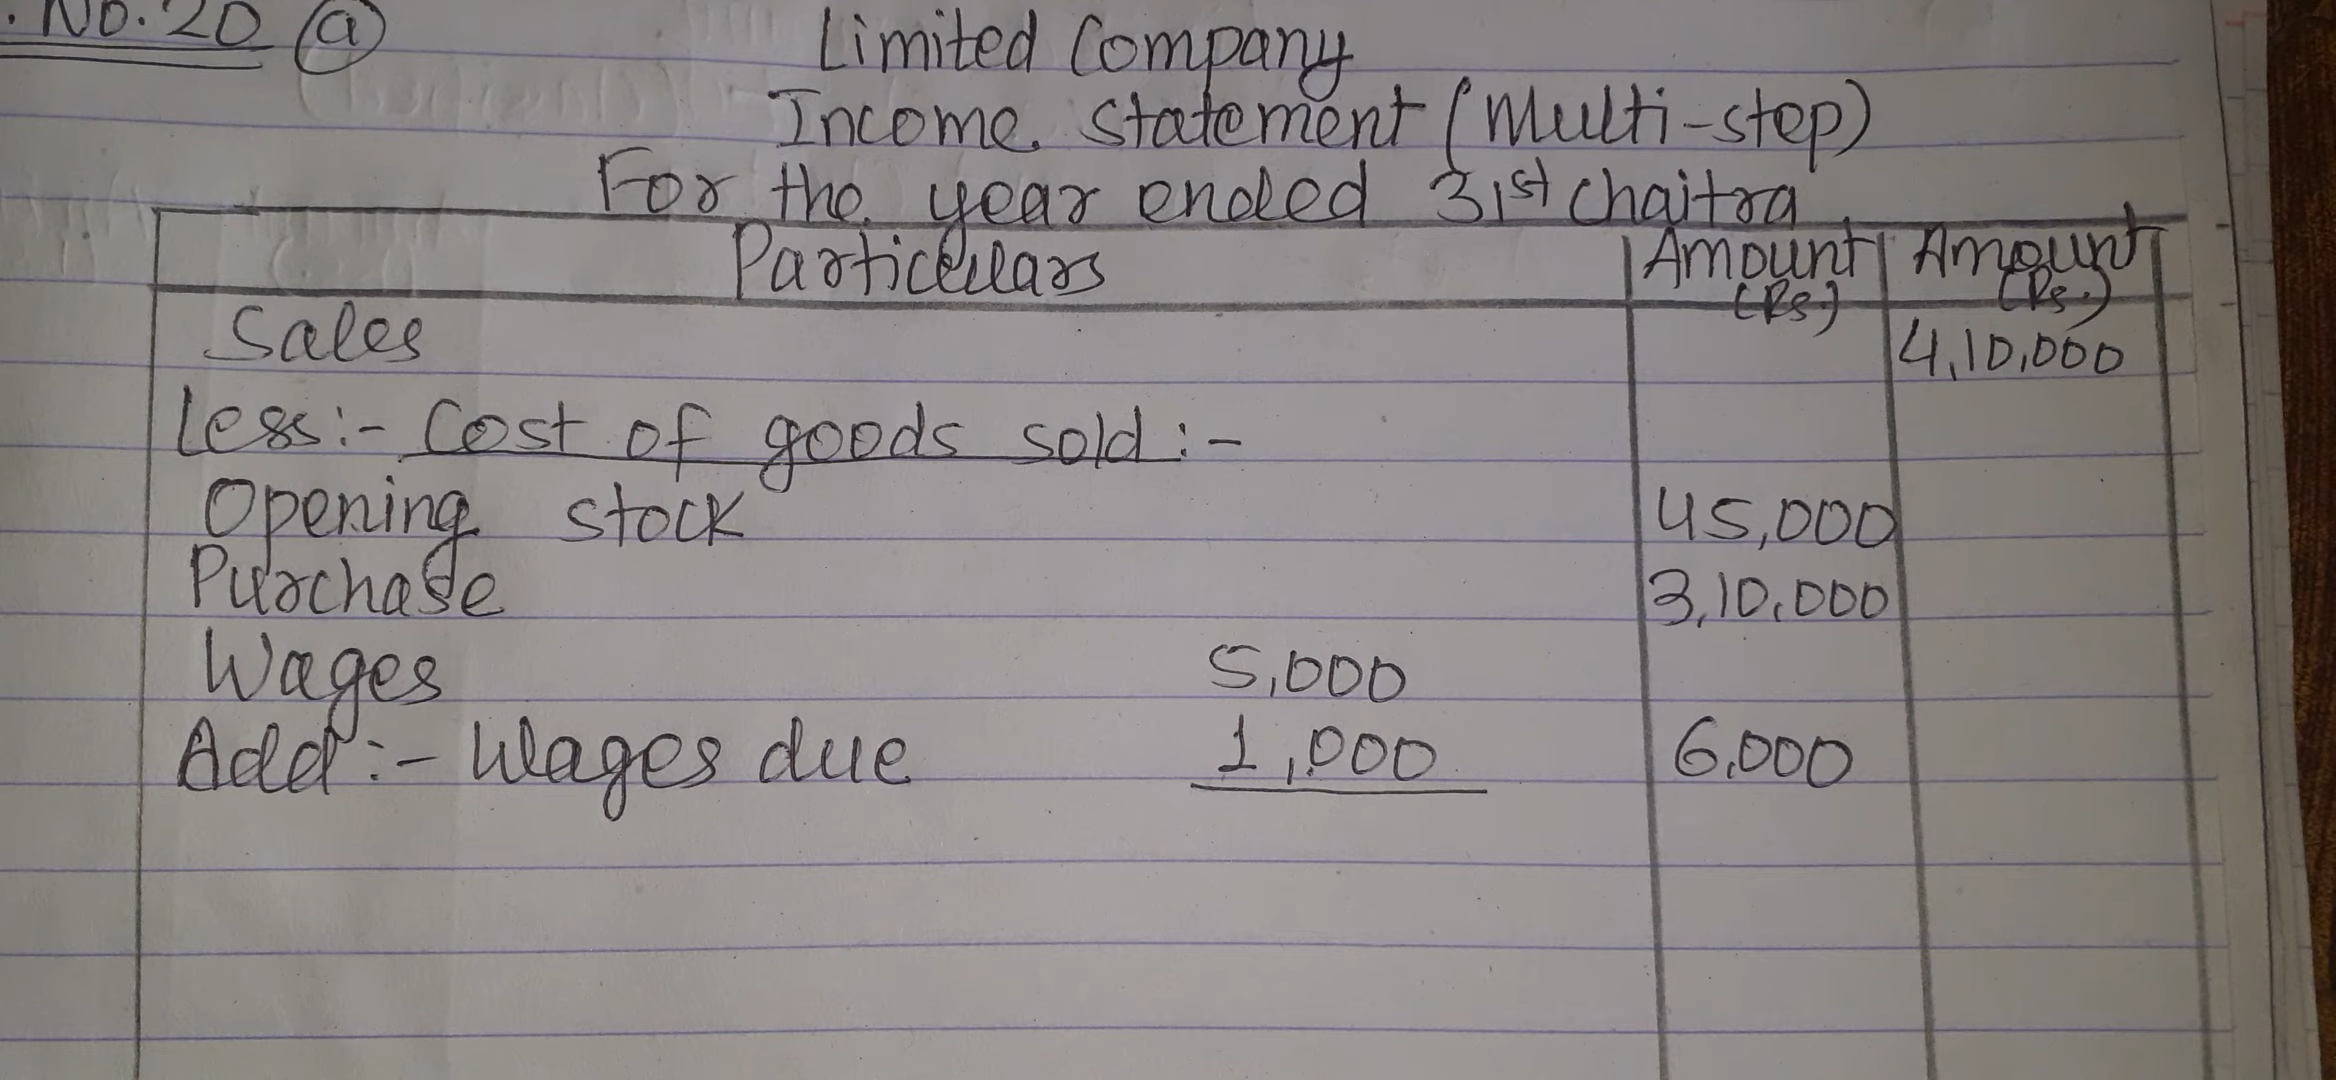 . No. 20 (a)
Limited Company
Income Statement (Multi-step)
For the year ended 31st chaitra
Particulars Amount (Rs.) Amount (Rs.)
Sales 4,10,000
Less:- Cost of goods sold:-
Opening stock 45,000
Purchase 3,10,000
Wages 5,000
Add:- Wages due 1,000 6,000